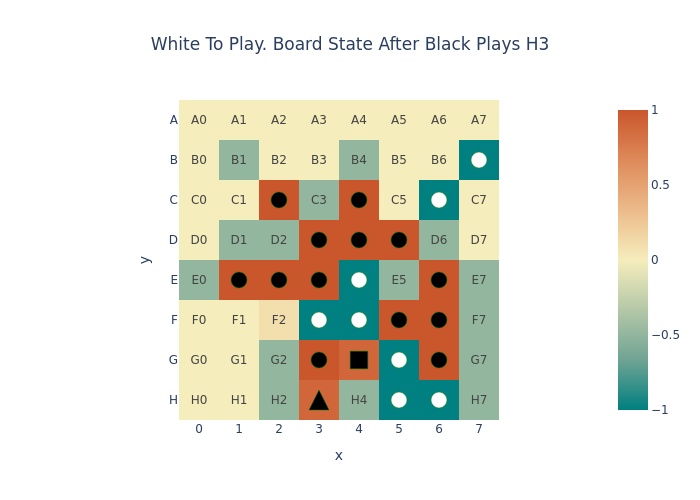 White To Play. Board State After Black Plays H3
A A0 A1 A2 A3 A4 A5 A6 A7
B B0 B1 B2 B3 B4 B5 B6
C C0 C1 C3 C5 C7
D D0 D1 D2 D6 D7
E E0 E5 E7
F F0 F1 F2 F7
G G0 G1 G2 G7
H H0 H1 H2 H4 H7
0 1 2 3 4 5 6 7
x
y
1
0.5
0
−0.5
−1